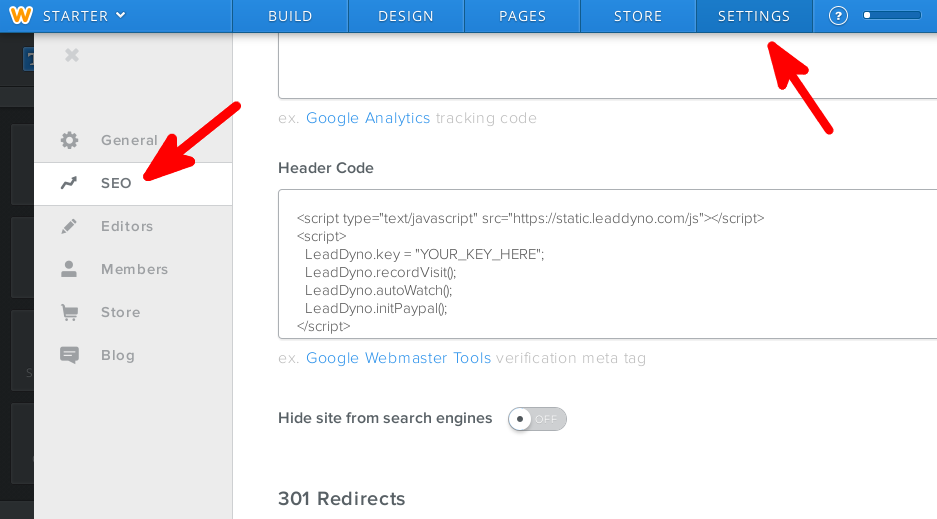 W STARTER BUILD DESIGN PAGES STORE SETTINGS ?
ex. Google Analytics tracking code
General
SEO
Editors
Members
Store
Blog
Header Code
<script type="text/javascript" src="https://static.leaddyno.com/js"></script>
<script>
LeadDyno.key = "YOUR_KEY_HERE";
LeadDyno.recordVisit();
LeadDyno.autoWatch();
LeadDyno.initPaypal();
</script>
ex. Google Webmaster Tools verification meta tag
Hide site from search engines OFF
301 Redirects